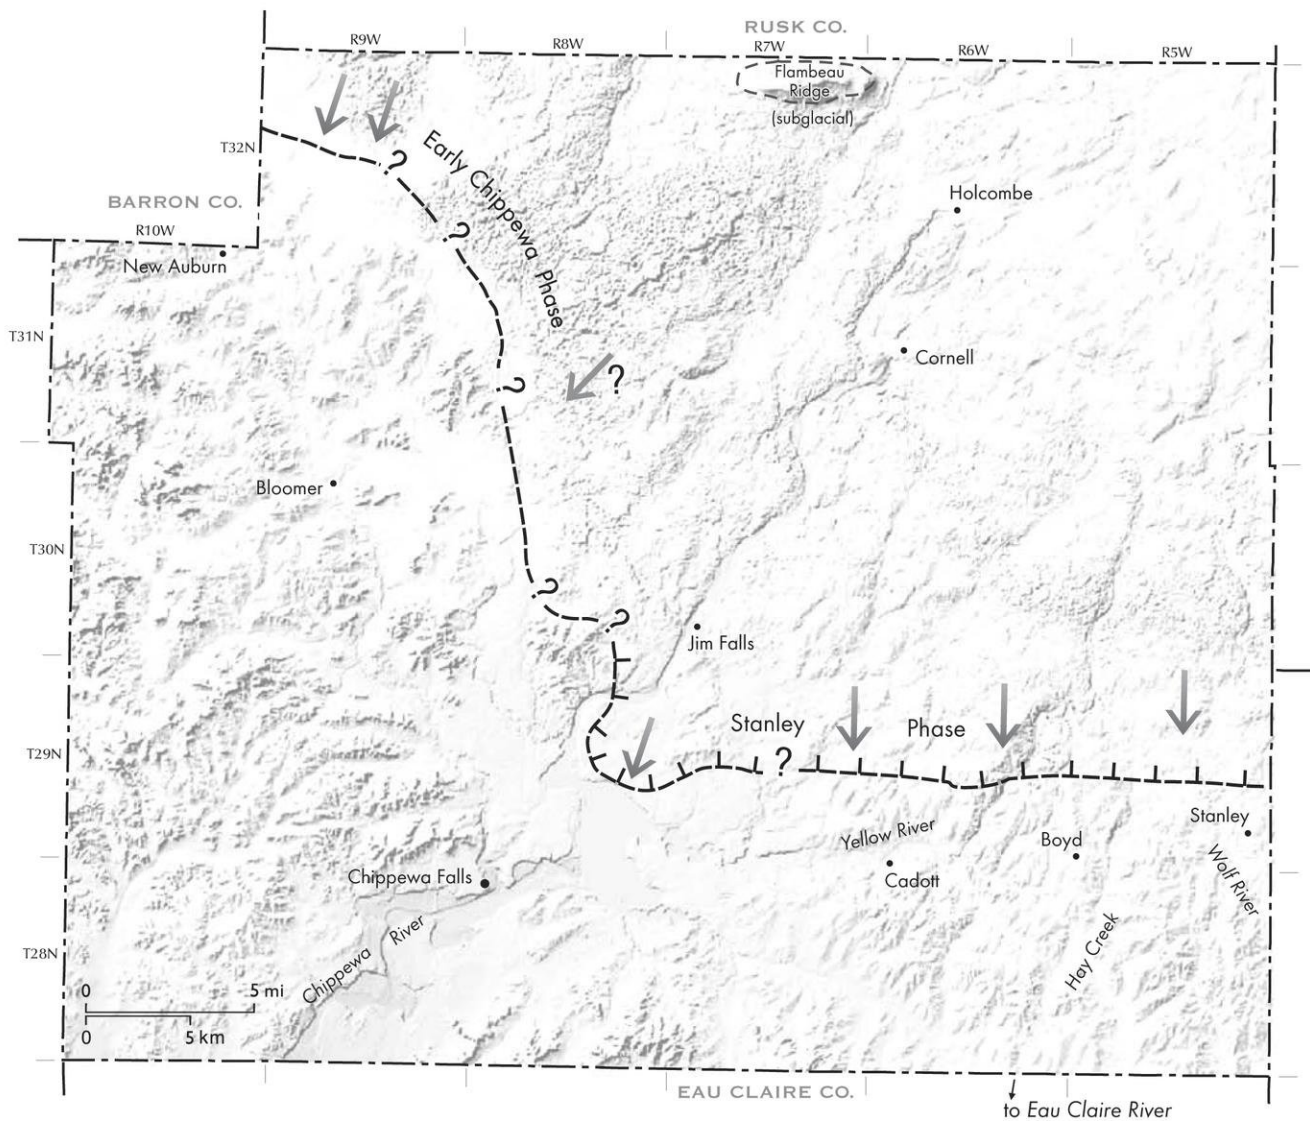 RUSK CO.
R9W
R8W
R7W
R6W
R5W
Flambeau
Ridge
(subglacial)
T32N
?
Early Chippewa Phase
Holcombe
BARRON CO.
R10W
?
New Auburn
T31N
Cornell
?
?
Bloomer
T30N
?
?
Jim Falls
Stanley
Phase
T29N
?
Stanley
Yellow River
Boyd
Wolf River
Chippewa Falls
Cadott
Chippewa River
Hay Creek
T28N
0 5 mi
0 5 km
EAU CLAIRE CO.
to Eau Claire River